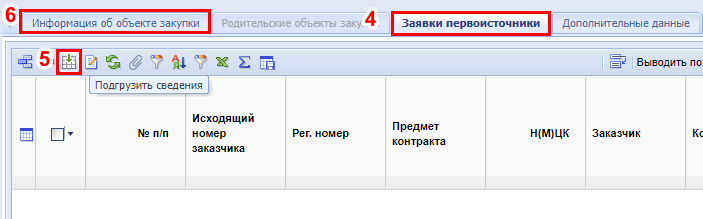 6 Информация об объекте закупки Родительские объекты заку 4 Заявки первоисточники Дополнительные данные
5 Выводить по
Подгрузить сведения
№ п/п Исходящий номер заказчика Рег. номер Предмет контракта Н(М)ЦК Заказчик Ко